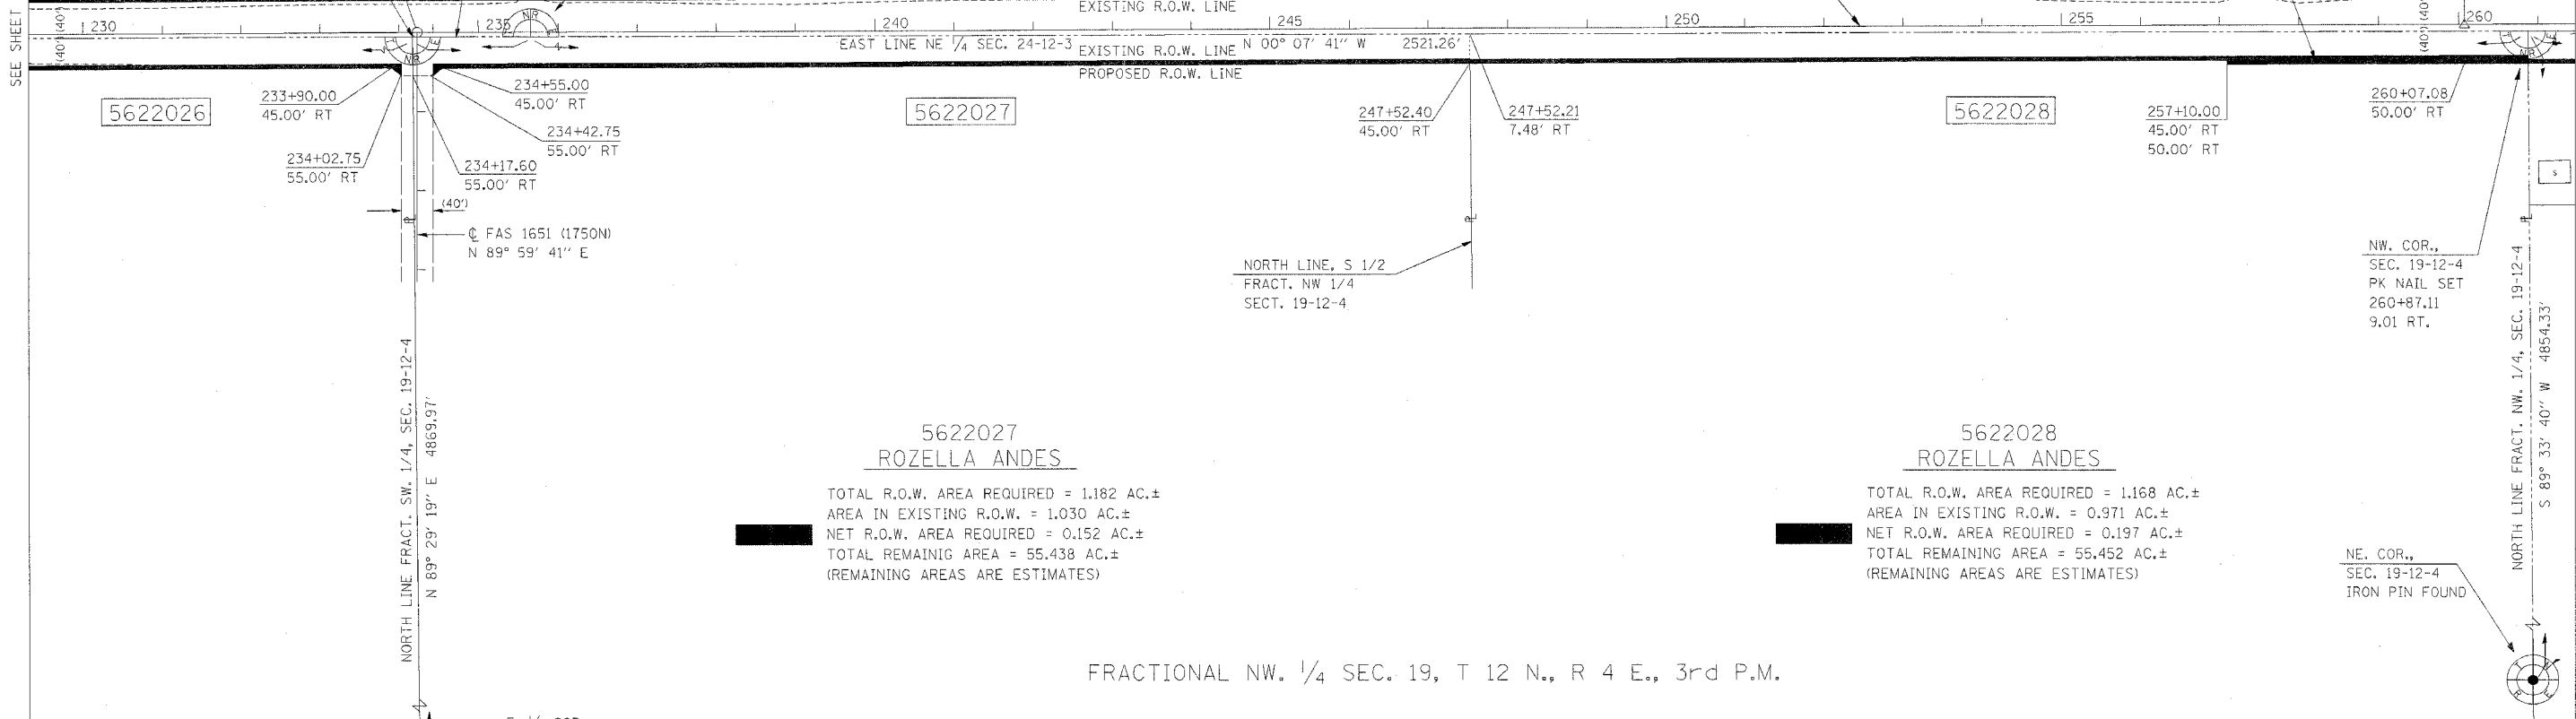 SEE SHEET
(40')
(40')
230
235
240
245
250
255
260
(40')
(40')
NR
NR
NR
EXISTING R.O.W. LINE
EAST LINE NE 1/4 SEC. 24-12-3
EXISTING R.O.W. LINE
N 00° 07' 41" W
2521.26'
PROPOSED R.O.W. LINE
5622026
233+90.00
45.00' RT
234+02.75
55.00' RT
234+55.00
45.00' RT
234+42.75
55.00' RT
234+17.60
55.00' RT
(40')
℄ FAS 1651 (1750N)
N 89° 59' 41" E
5622027
247+52.40
45.00' RT
247+52.21
7.48' RT
NORTH LINE, S 1/2
FRACT. NW 1/4
SECT. 19-12-4
5622028
257+10.00
45.00' RT
50.00' RT
260+07.08
50.00' RT
S
NW. COR.,
SEC. 19-12-4
PK NAIL SET
260+87.11
9.01 RT.
NORTH LINE FRACT. SW. 1/4, SEC. 19-12-4
N 89° 29' 19" E 4869.97'
5622027
ROZELLA ANDES
TOTAL R.O.W. AREA REQUIRED = 1.182 AC.±
AREA IN EXISTING R.O.W. = 1.030 AC.±
NET R.O.W. AREA REQUIRED = 0.152 AC.±
TOTAL REMAINIG AREA = 55.438 AC.±
(REMAINING AREAS ARE ESTIMATES)
5622028
ROZELLA ANDES
TOTAL R.O.W. AREA REQUIRED = 1.168 AC.±
AREA IN EXISTING R.O.W. = 0.971 AC.±
NET R.O.W. AREA REQUIRED = 0.197 AC.±
TOTAL REMAINING AREA = 55.452 AC.±
(REMAINING AREAS ARE ESTIMATES)
NORTH LINE FRACT. NW. 1/4, SEC. 19-12-4
S 89° 33' 40" W 4854.33'
NE. COR.,
SEC. 19-12-4
IRON PIN FOUND
FRACTIONAL NW. 1/4 SEC. 19, T 12 N., R 4 E., 3rd P.M.